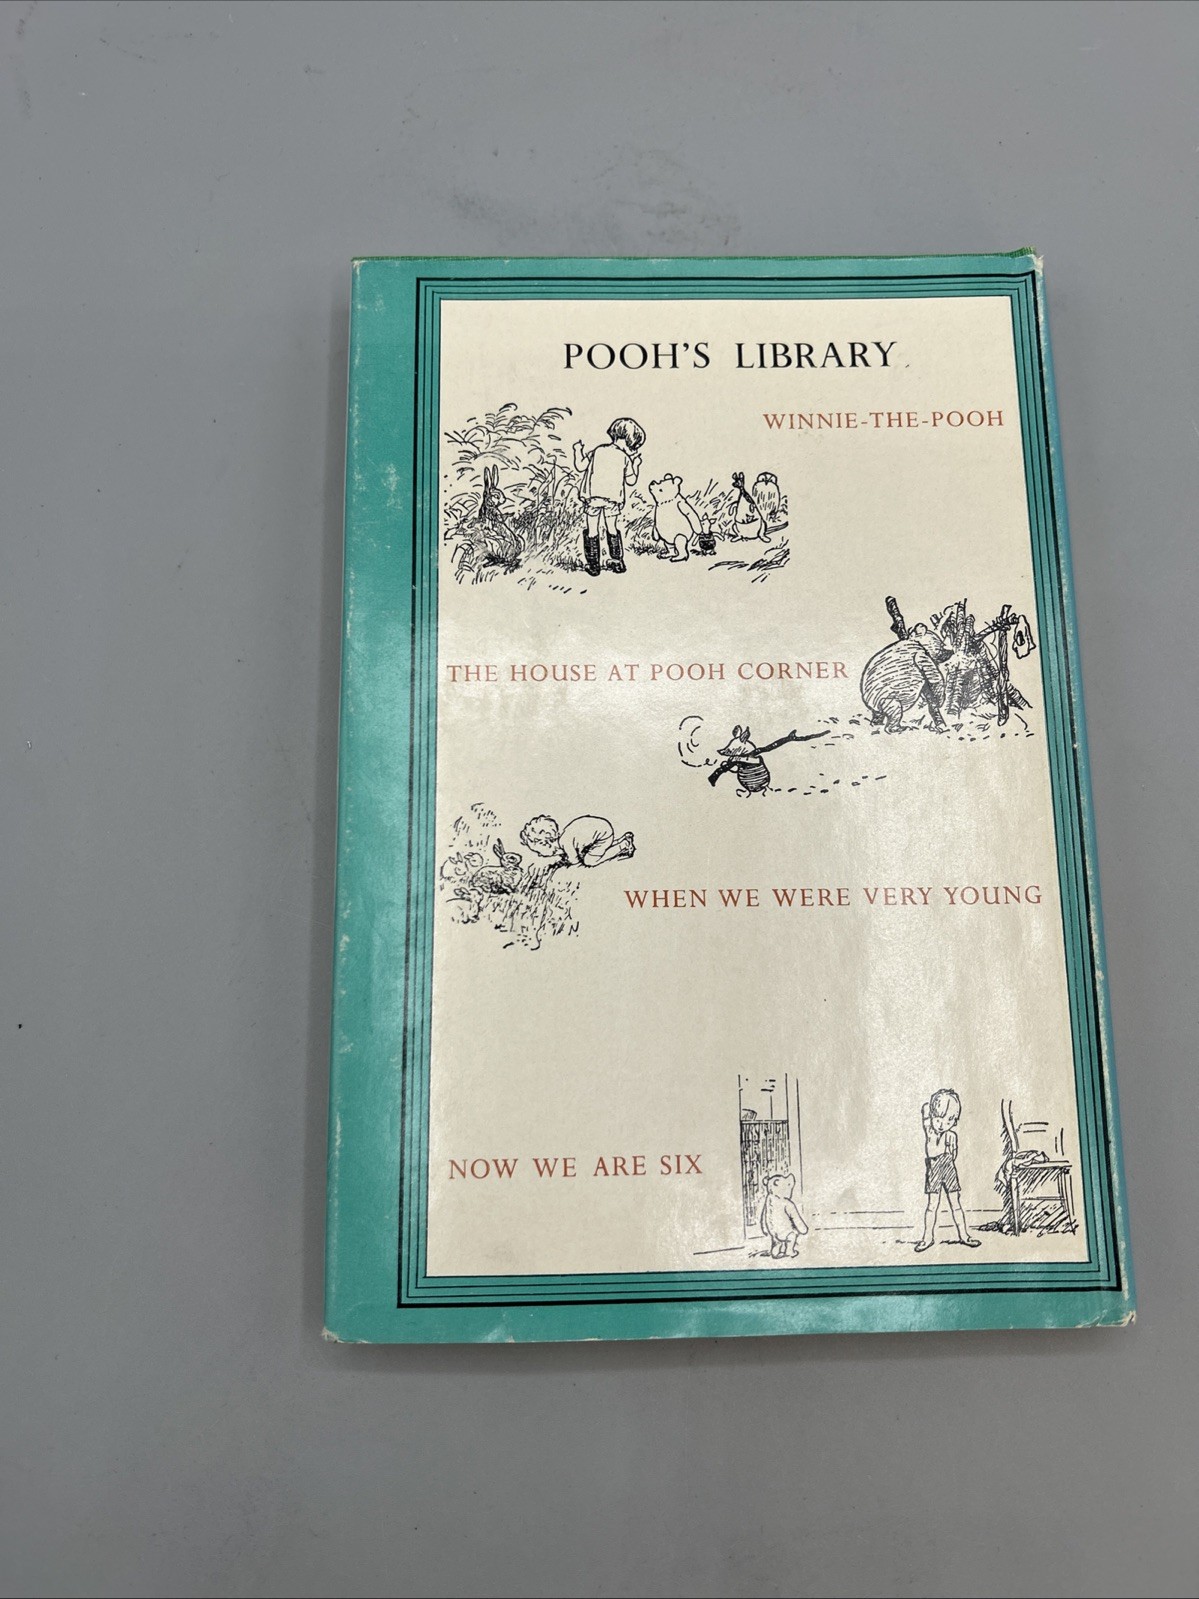 POOH'S LIBRARY
WINNIE-THE-POOH
THE HOUSE AT POOH CORNER
WHEN WE WERE VERY YOUNG
NOW WE ARE SIX